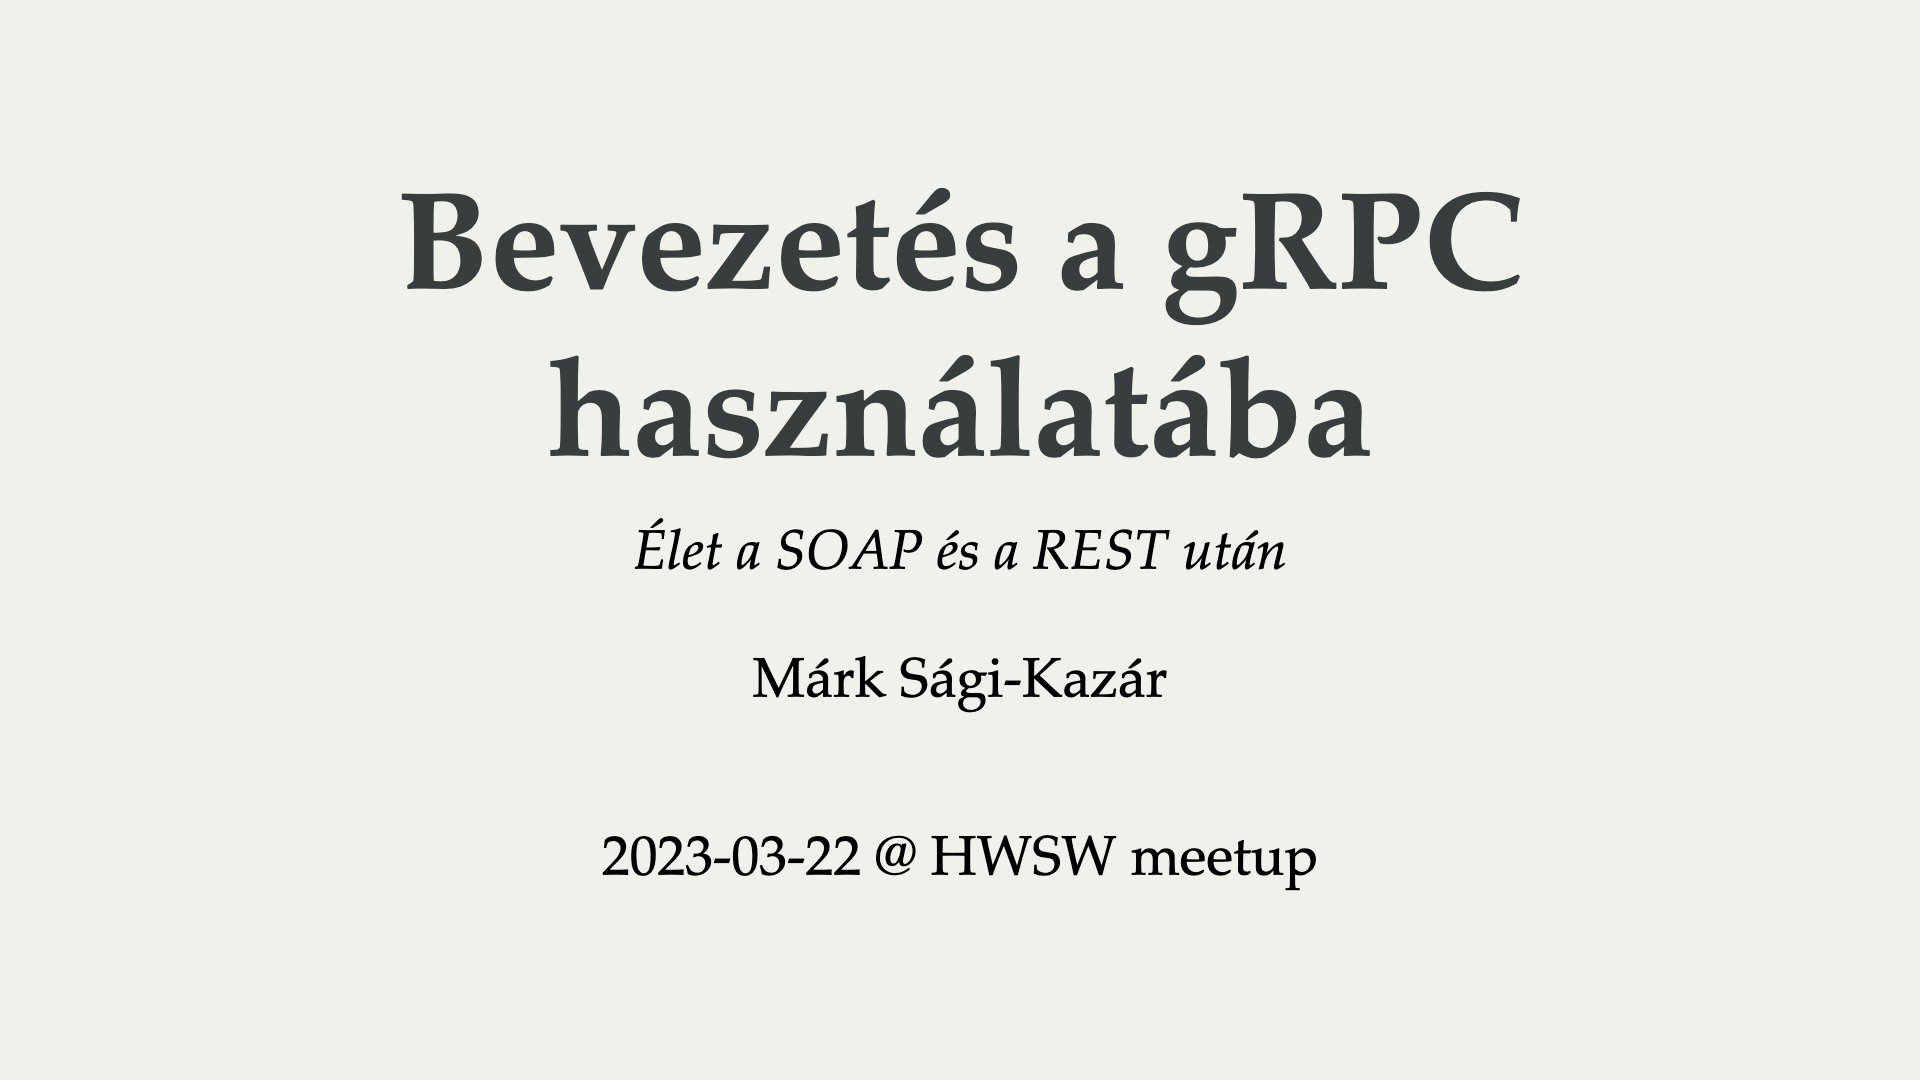 Bevezetés a gRPC
használatába
Élet a SOAP és a REST után
Márk Sági-Kazár
2023-03-22 @ HWSW meetup